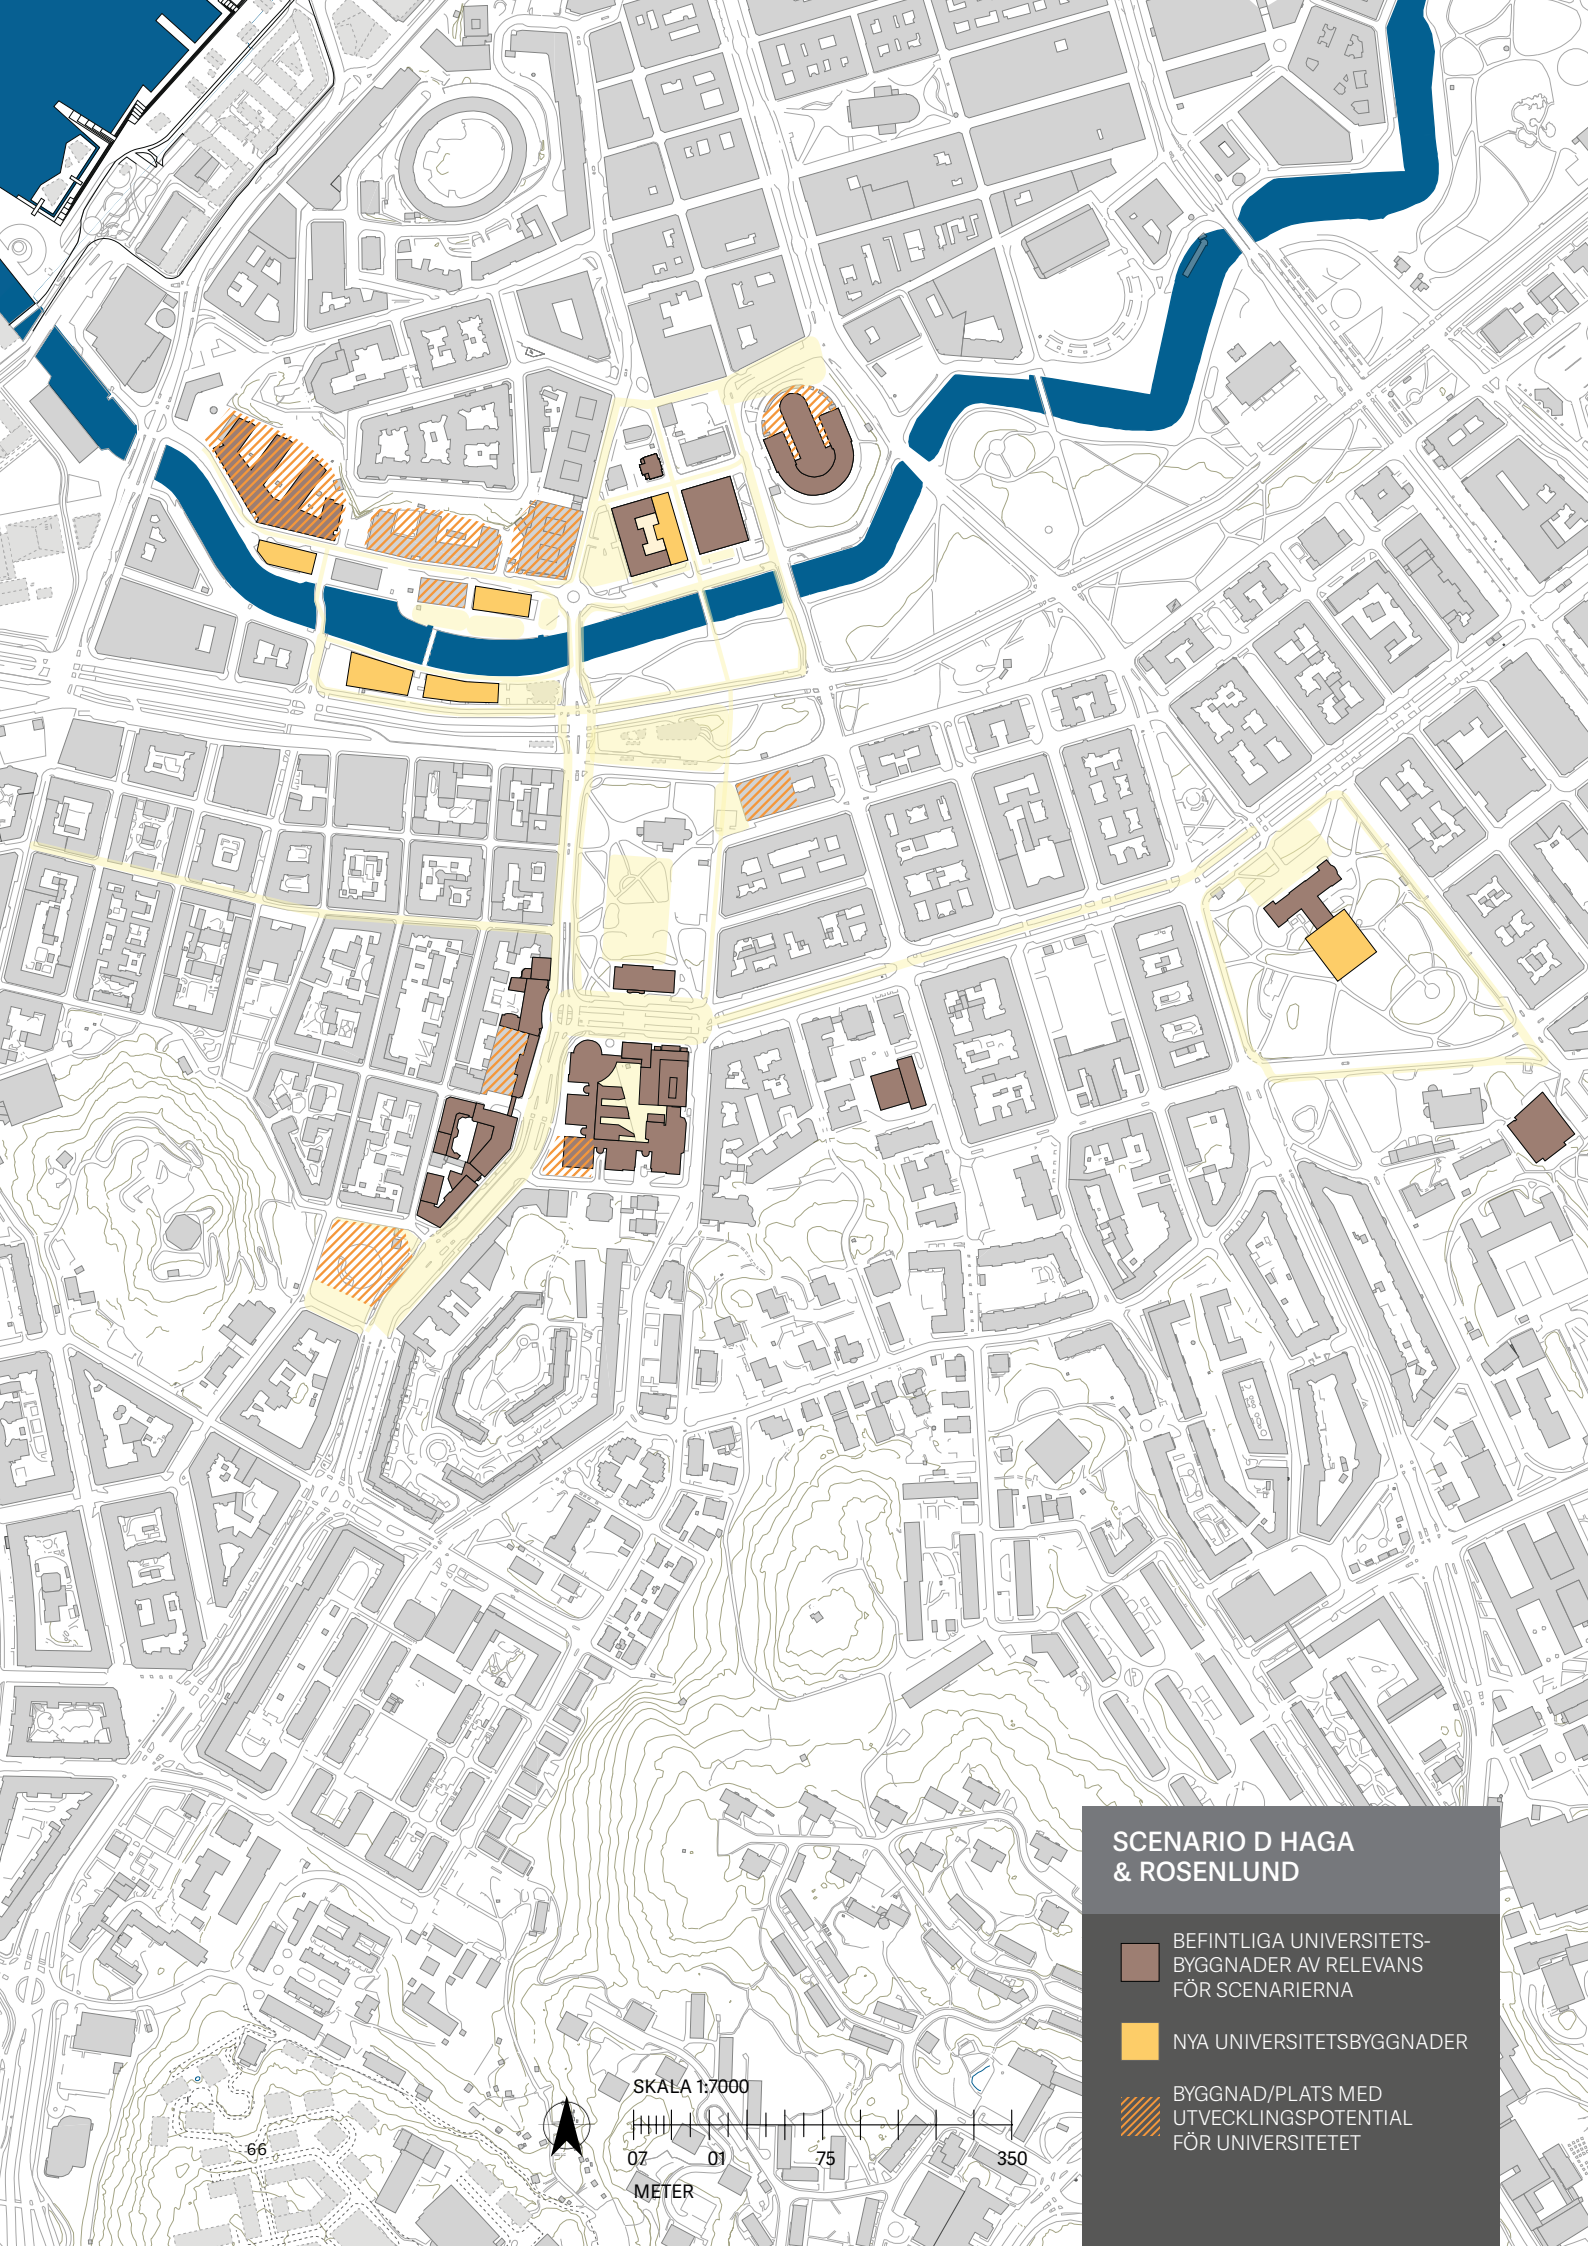 SCENARIO D HAGA
& ROSENLUND
BEFINTLIGA UNIVERSITETS-
BYGGNADER AV RELEVANS
FÖR SCENARIERNA
NYA UNIVERSITETSBYGGNADER
BYGGNAD/PLATS MED
UTVECKLINGSPOTENTIAL
FÖR UNIVERSITETET
SKALA 1:7000
07 01 75 350
METER
66